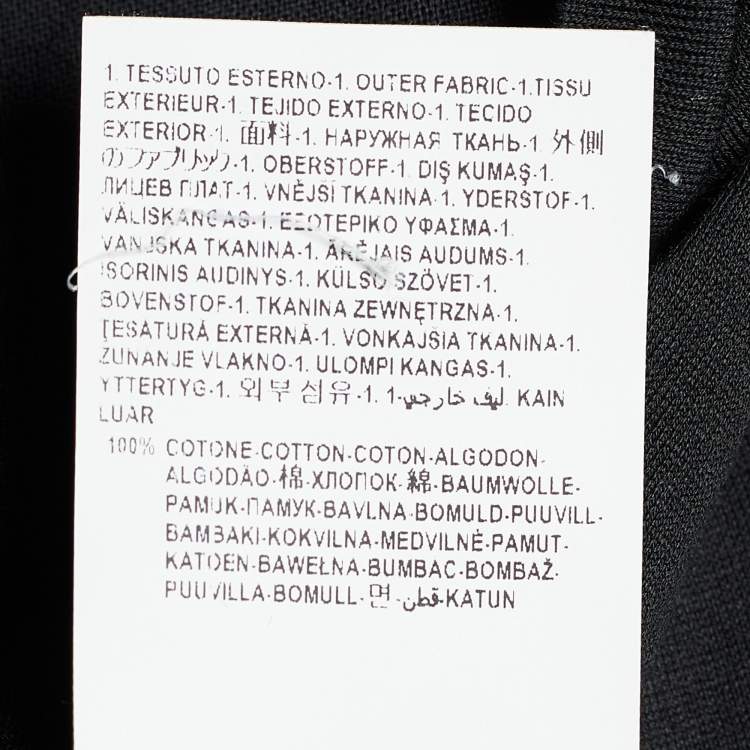 1. TESSUTO ESTERNO-1. OUTER FABRIC-1.TISSU
EXTERIEUR-1. TEJIDO EXTERNO-1. TECIDO
EXTERIOR-1. 面料-1. НАРУЖНАЯ ТКАНЬ-1. 外側
のファブリック-1. OBERSTOFF-1. DIŞ KUMAŞ-1.
ЛИЦЕВ ПЛАТ-1. VNĚJŠÍ TKANINA-1. YDERSTOF-1.
VÄLISKANGAS-1. ΕΞΩΤΕΡΙΚΟ ΥΦΑΣΜΑ-1.
VANJSKA TKANINA-1. ĀRĒJAIS AUDUMS-1.
IŠORINIS AUDINYS-1. KÜLSŐ SZÖVET-1.
BOVENSTOF-1. TKANINA ZEWNĘTRZNA-1.
ȚESATURĂ EXTERNĂ-1. VONKAJŠIA TKANINA-1.
ZUNANJE VLAKNO-1. ULOMPI KANGAS-1.
YTTERTYG-1. 외부 섬유-1. 1-ليف خارجي. KAIN
LUAR
100% COTONE-COTTON-COTON-ALGODON-
ALGODÃO-棉-ХЛОПОК-綿-BAUMWOLLE-
PAMUK-ПАМУК-BAVLNA-BOMULD-PUUVILL-
BAMBAKI-KOKVILNA-MEDVILNĖ-PAMUT-
KATOEN-BAWEŁNA-BUMBAC-BOMBAŽ-
PUUVILLA-BOMULL-면-قطن-KATUN